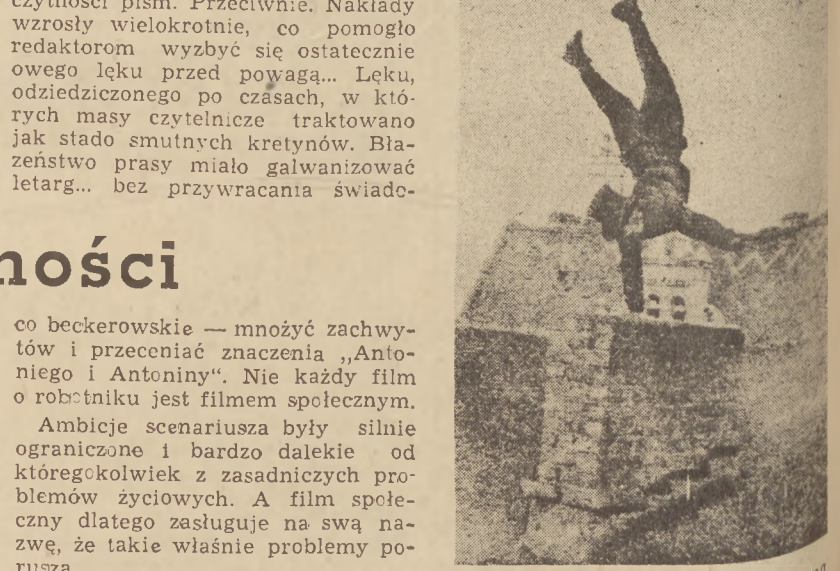 czytności pism. Przeciwnie. Nakłady
wzrosły wielokrotnie, co pomogło
redaktorom wyzbyć się ostatecznie
owego lęku przed powagą... Lęku,
odziedziczonego po czasach, w któ-
rych masy czytelnicze traktowano
jak stado smutnych kretynów. Bła-
zeństwo prasy miało galwanizować
letarg... bez przywracania świado-
ności
co beckerowskie — mnożyć zachwy-
tów i przeceniać znaczenia „Anto-
niego i Antoniny“. Nie każdy film
o robotniku jest filmem społecznym.
Ambicje scenariusza były silnie
ograniczone i bardzo dalekie od
któregokolwiek z zasadniczych pro-
blemów życiowych. A film społe-
czny dlatego zasługuje na swą na-
zwę, że takie właśnie problemy po-
rusza